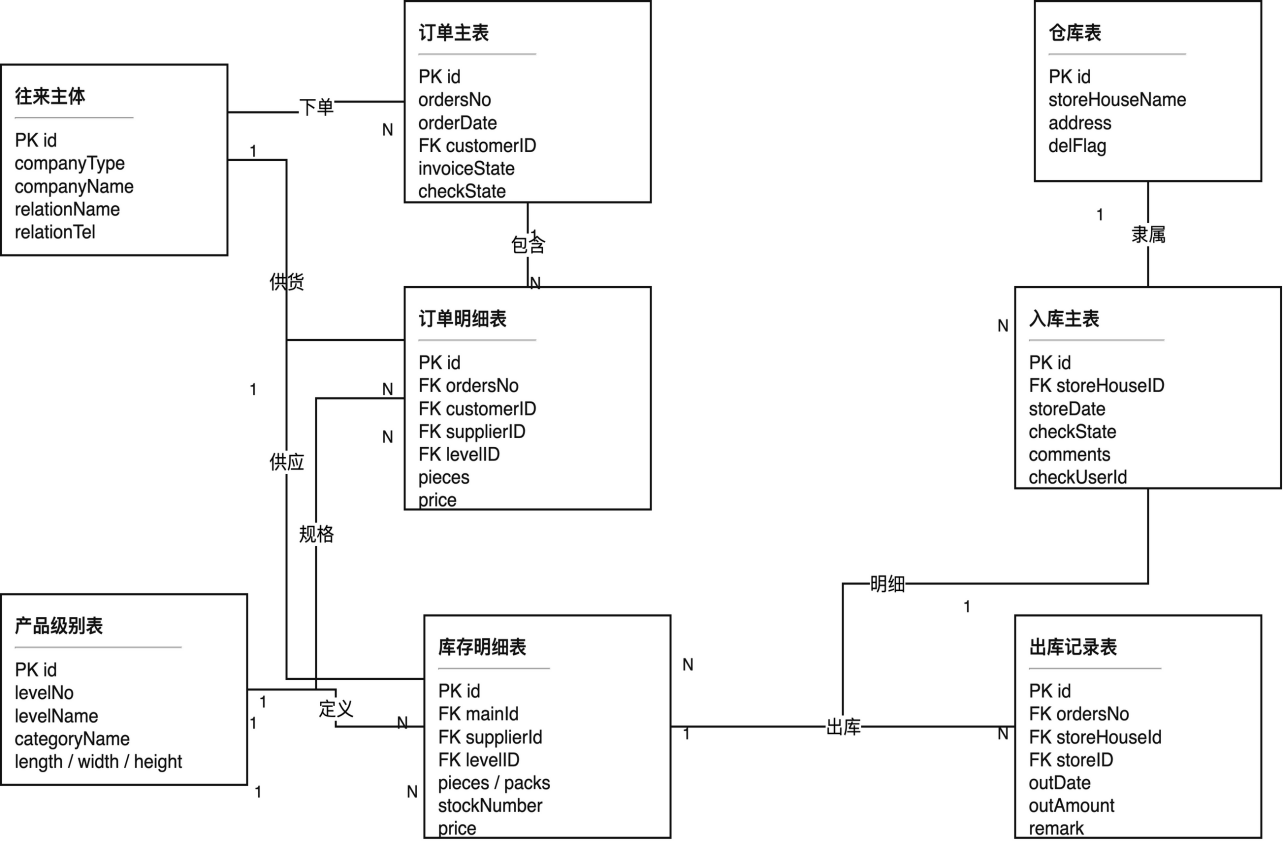 往来主体
PK id
companyType
companyName
relationName
relationTel
下单
1
N
订单主表
PK id
ordersNo
orderDate
FK customerID
invoiceState
checkState
1
包含
N
仓库表
PK id
storeHouseName
address
delFlag
1
隶属
N
供货
1
N
供应
N
订单明细表
PK id
FK ordersNo
FK customerID
FK supplierID
FK levelID
pieces
price
入库主表
PK id
FK storeHouseID
storeDate
checkState
comments
checkUserId
规格
明细
1
N
产品级别表
PK id
levelNo
levelName
categoryName
length / width / height
1
1
定义
N
1
N
库存明细表
PK id
FK mainId
FK supplierId
FK levelID
pieces / packs
stockNumber
price
1
出库
N
出库记录表
PK id
FK ordersNo
FK storeHouseId
FK storeID
outDate
outAmount
remark